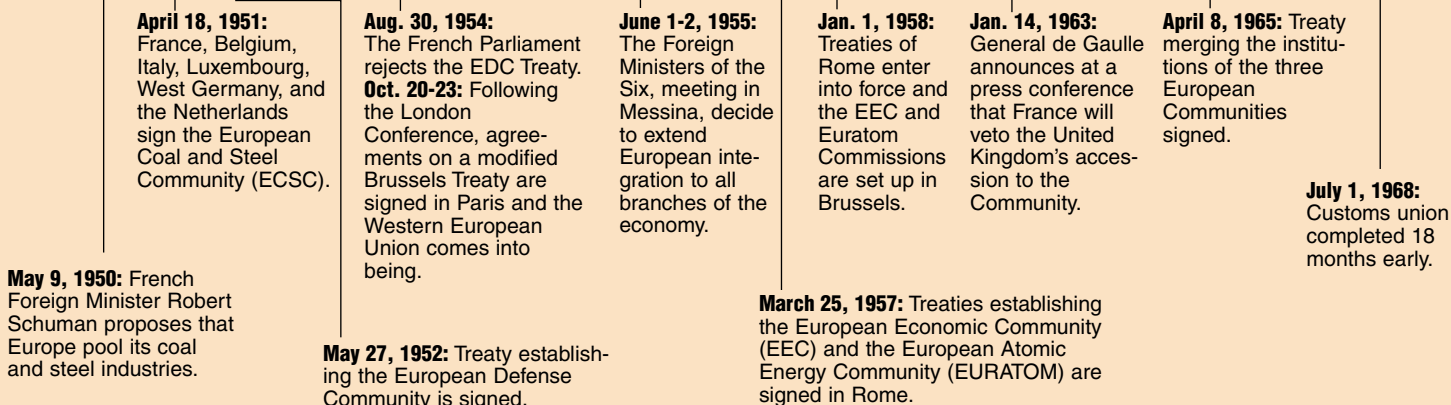 April 18, 1951:
France, Belgium,
Italy, Luxembourg,
West Germany, and
the Netherlands
sign the European
Coal and Steel
Community (ECSC).
Aug. 30, 1954:
The French Parliament
rejects the EDC Treaty.
Oct. 20-23: Following
the London
Conference, agree-
ments on a modified
Brussels Treaty are
signed in Paris and the
Western European
Union comes into
being.
June 1-2, 1955:
The Foreign
Ministers of the
Six, meeting in
Messina, decide
to extend
European inte-
gration to all
branches of the
economy.
Jan. 1, 1958:
Treaties of
Rome enter
into force and
the EEC and
Euratom
Commissions
are set up in
Brussels.
Jan. 14, 1963:
General de Gaulle
announces at a
press conference
that France will
veto the United
Kingdom's acces-
sion to the
Community.
April 8, 1965: Treaty
merging the institu-
tions of the three
European
Communities
signed.
July 1, 1968:
Customs union
completed 18
months early.
May 9, 1950: French
Foreign Minister Robert
Schuman proposes that
Europe pool its coal
and steel industries.
May 27, 1952: Treaty establish-
ing the European Defense
Community is signed.
March 25, 1957: Treaties establishing
the European Economic Community
(EEC) and the European Atomic
Energy Community (EURATOM) are
signed in Rome.